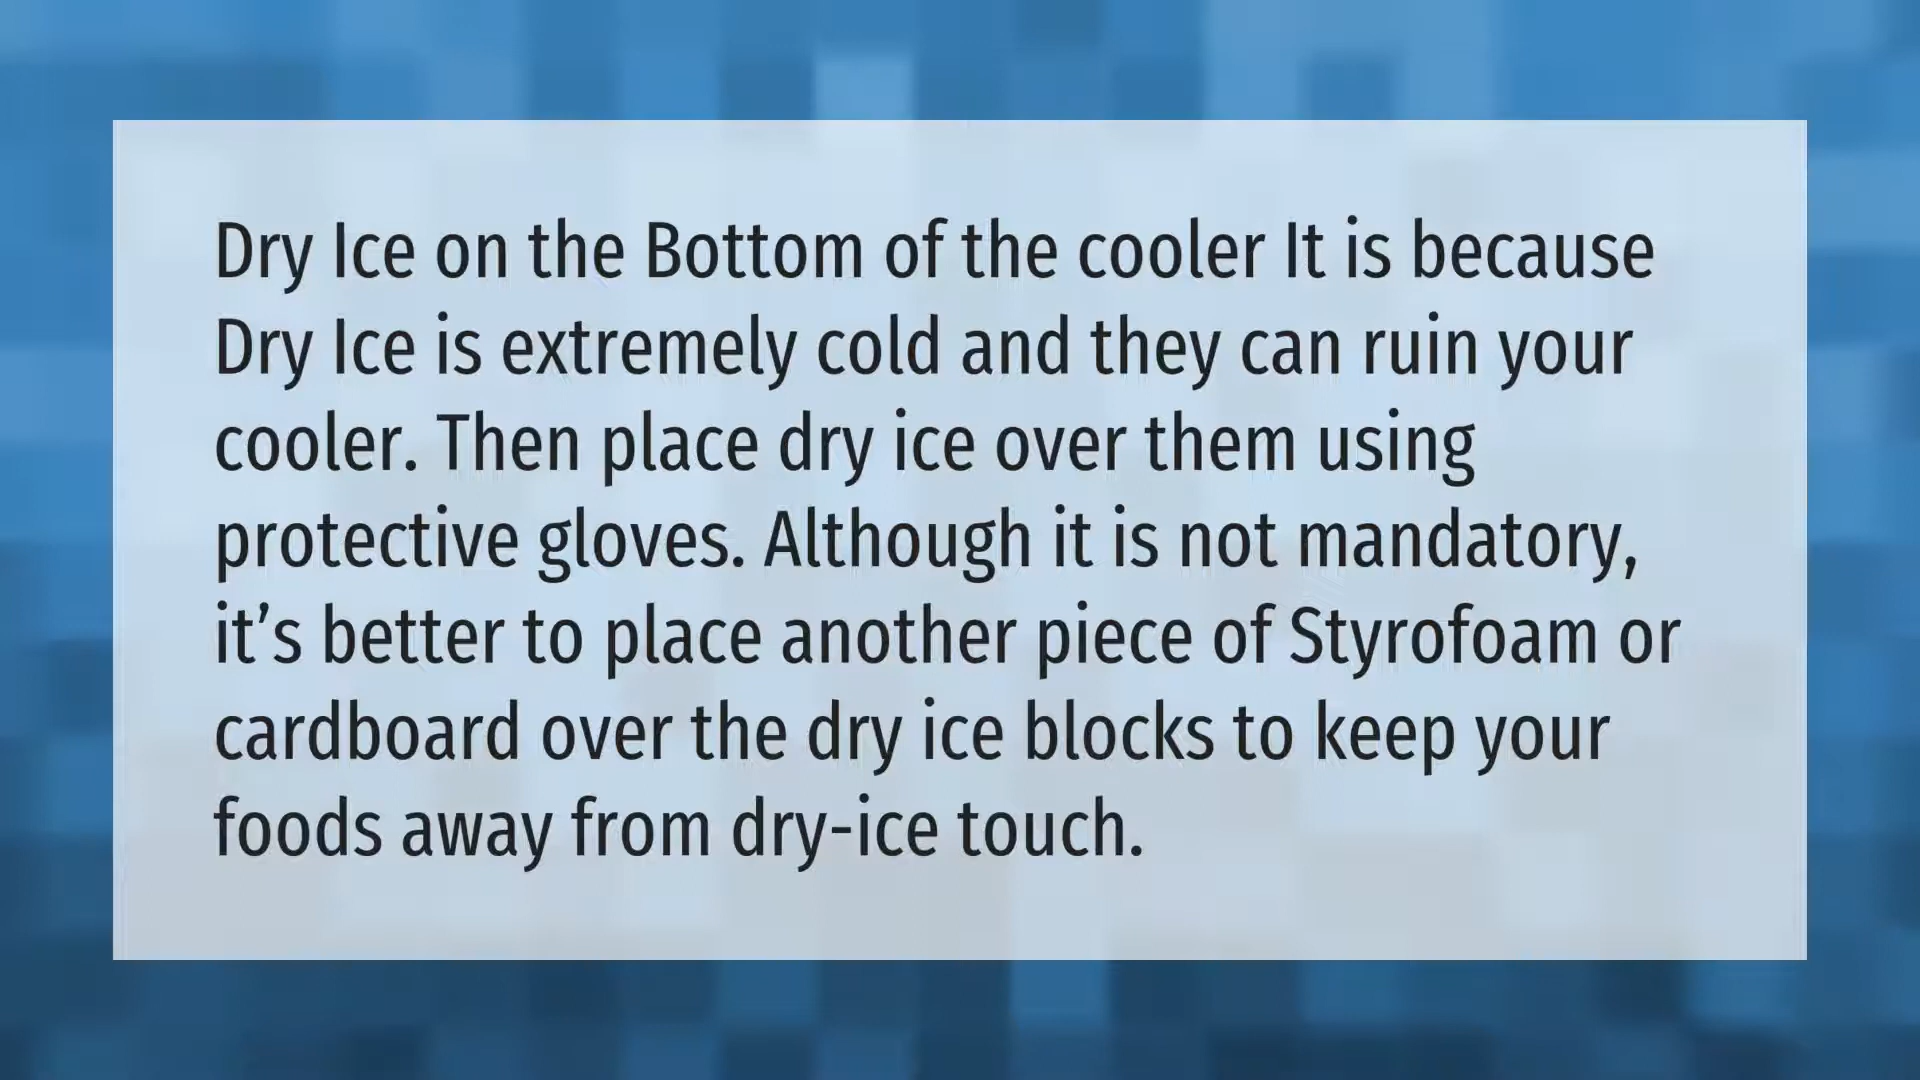 Dry Ice on the Bottom of the cooler It is because
Dry Ice is extremely cold and they can ruin your
cooler. Then place dry ice over them using
protective gloves. Although it is not mandatory,
it’s better to place another piece of Styrofoam or
cardboard over the dry ice blocks to keep your
foods away from dry-ice touch.